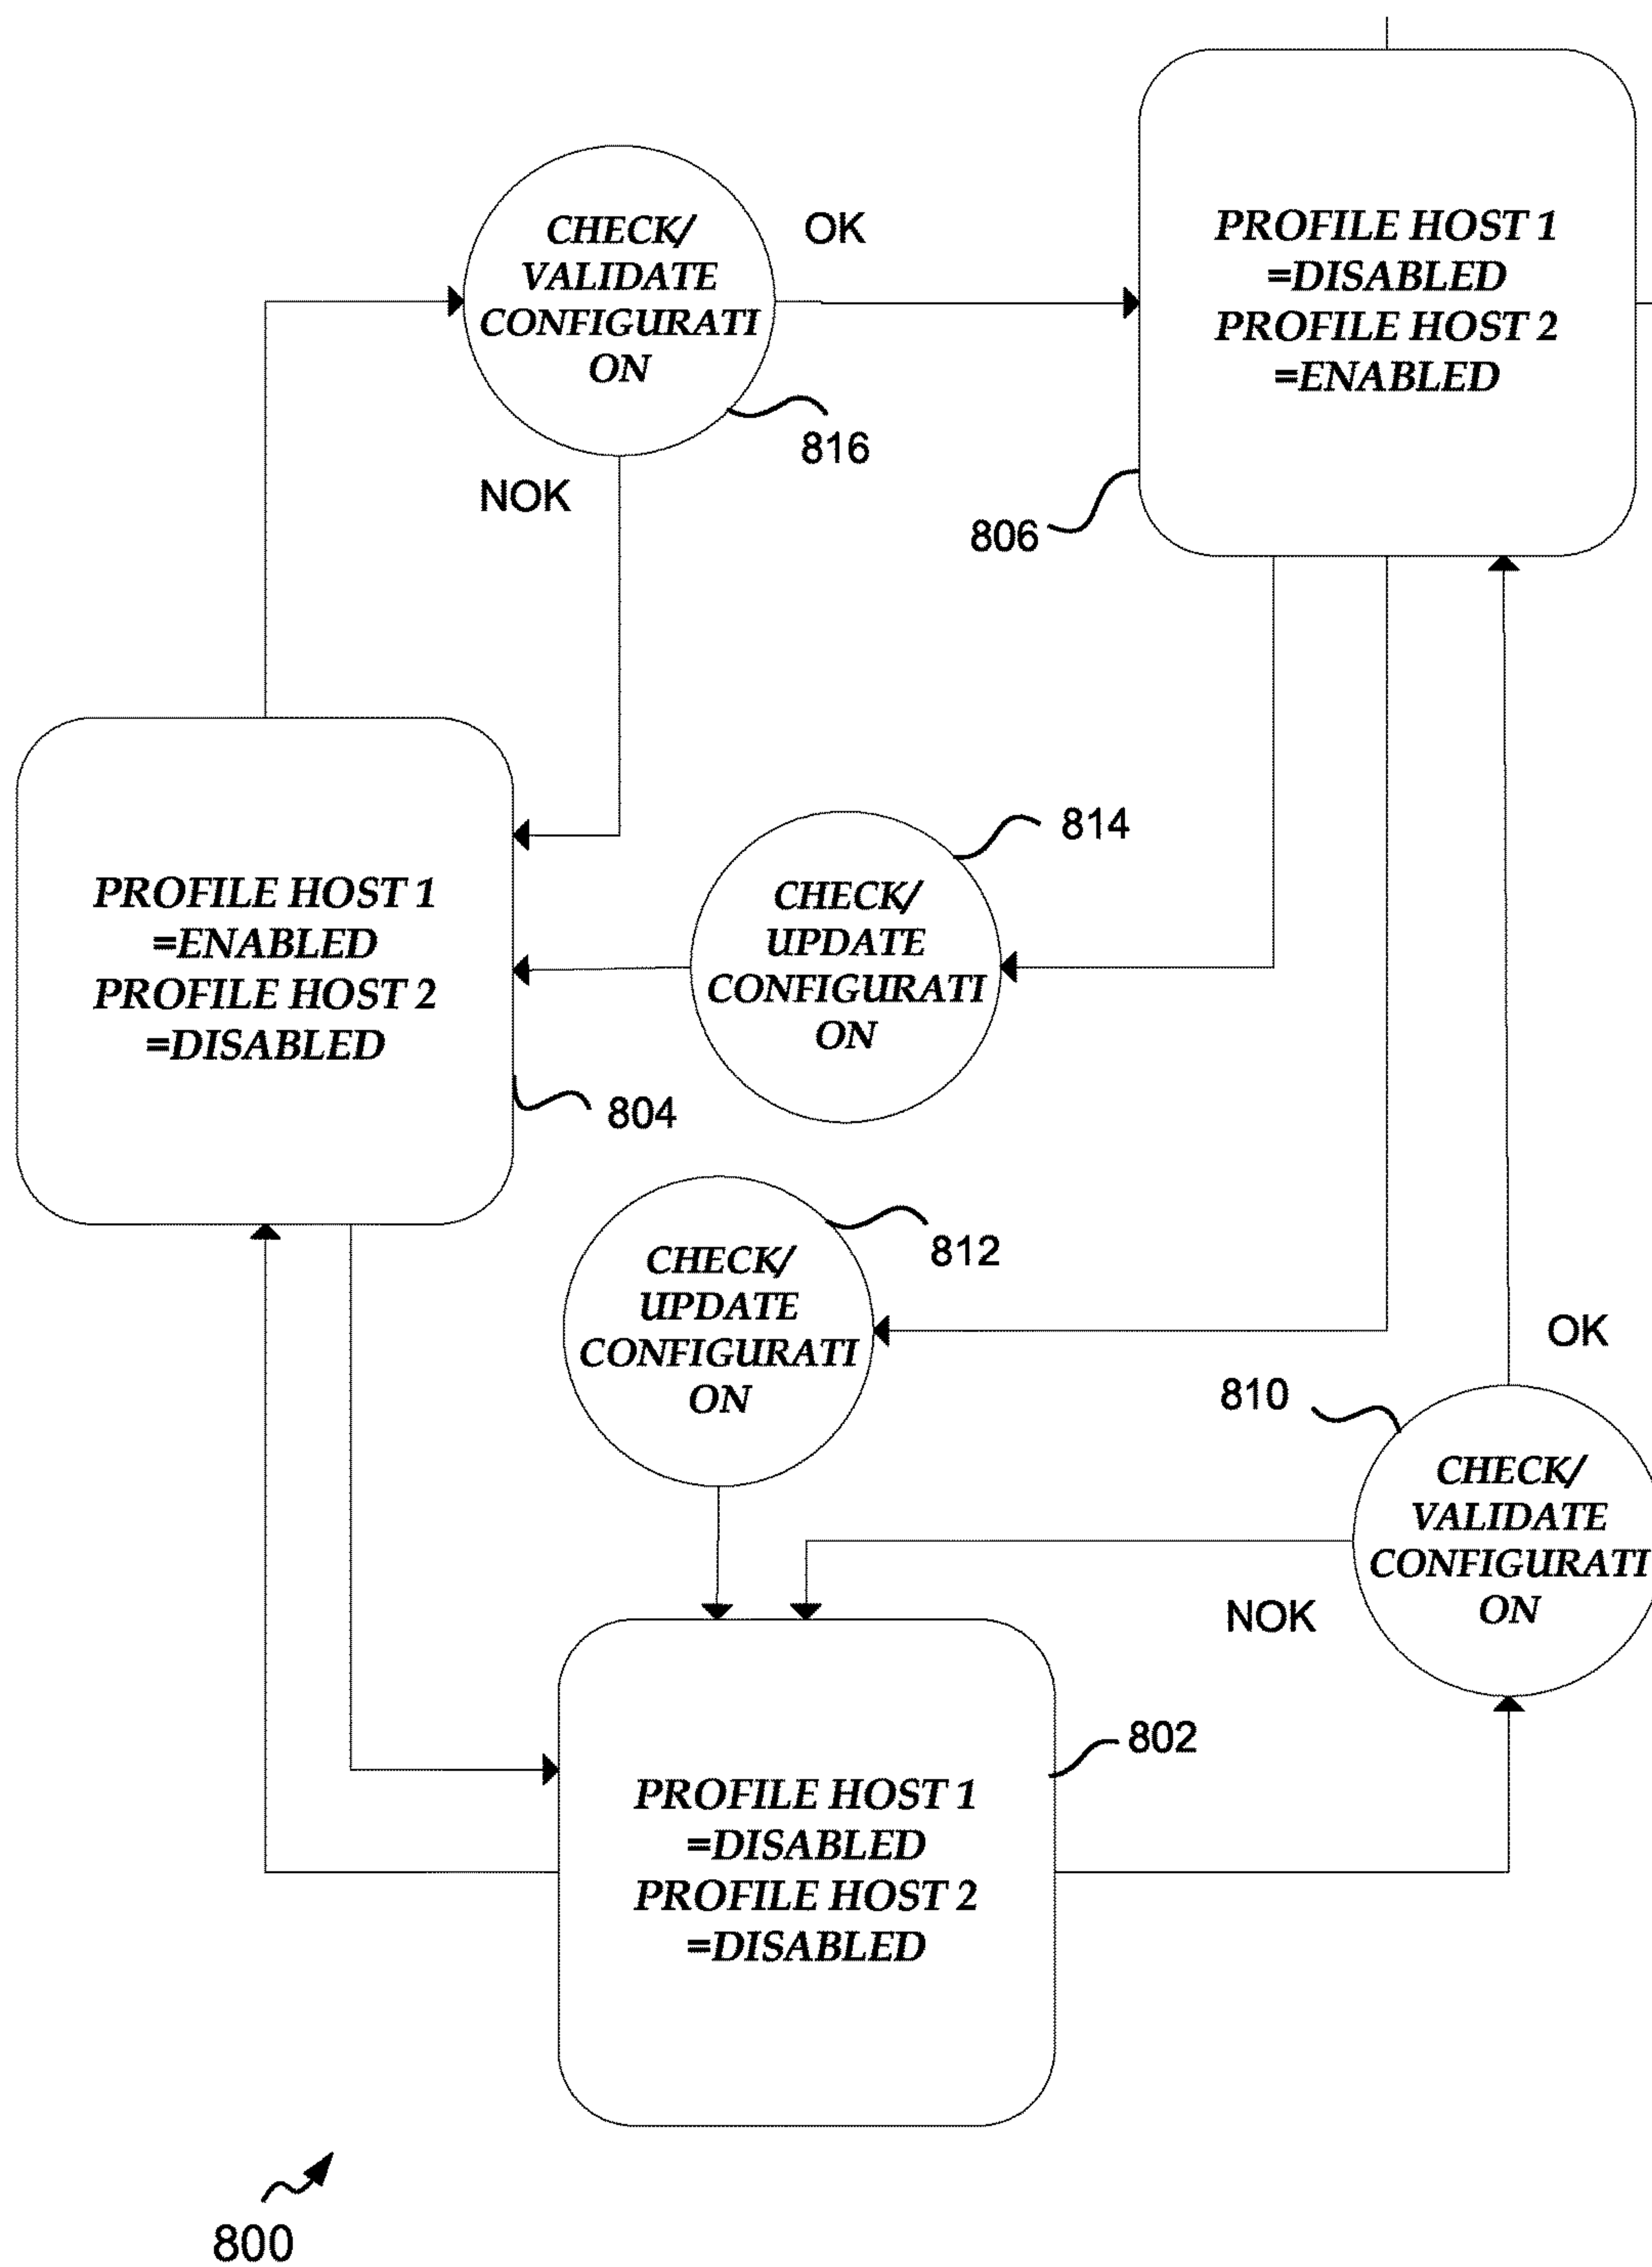 CHECK/
VALIDATE
CONFIGURATI
ON
OK
816
NOK
PROFILE HOST 1
=DISABLED
PROFILE HOST 2
=ENABLED
806
PROFILE HOST 1
=ENABLED
PROFILE HOST 2
=DISABLED
804
814
CHECK/
UPDATE
CONFIGURATI
ON
812
CHECK/
UPDATE
CONFIGURATI
ON
OK
810
CHECK/
VALIDATE
CONFIGURATI
ON
NOK
802
PROFILE HOST 1
=DISABLED
PROFILE HOST 2
=DISABLED
800